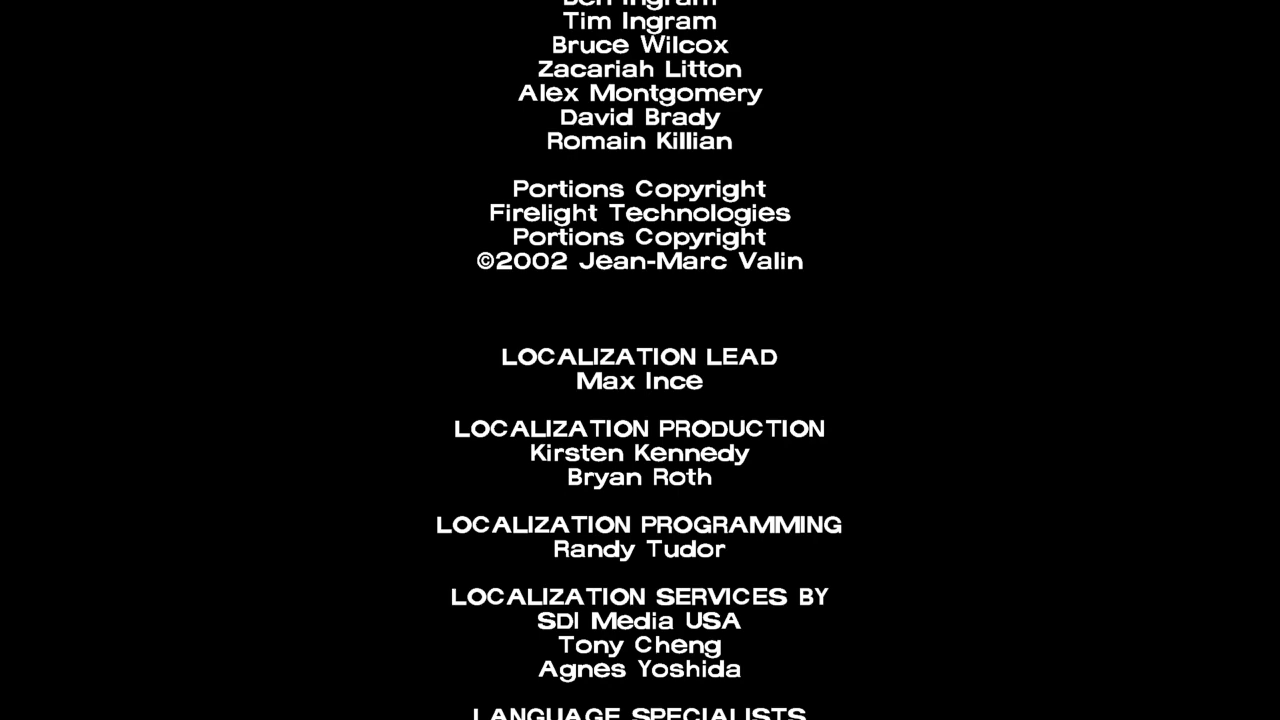 Ben Ingram
Tim Ingram
Bruce Wilcox
Zacariah Litton
Alex Montgomery
David Brady
Romain Killian
Portions Copyright
Firelight Technologies
Portions Copyright
©2002 Jean-Marc Valin
LOCALIZATION LEAD
Max Ince
LOCALIZATION PRODUCTION
Kirsten Kennedy
Bryan Roth
LOCALIZATION PROGRAMMING
Randy Tudor
LOCALIZATION SERVICES BY
SDI Media USA
Tony Cheng
Agnes Yoshida
LANGUAGE SPECIALISTS